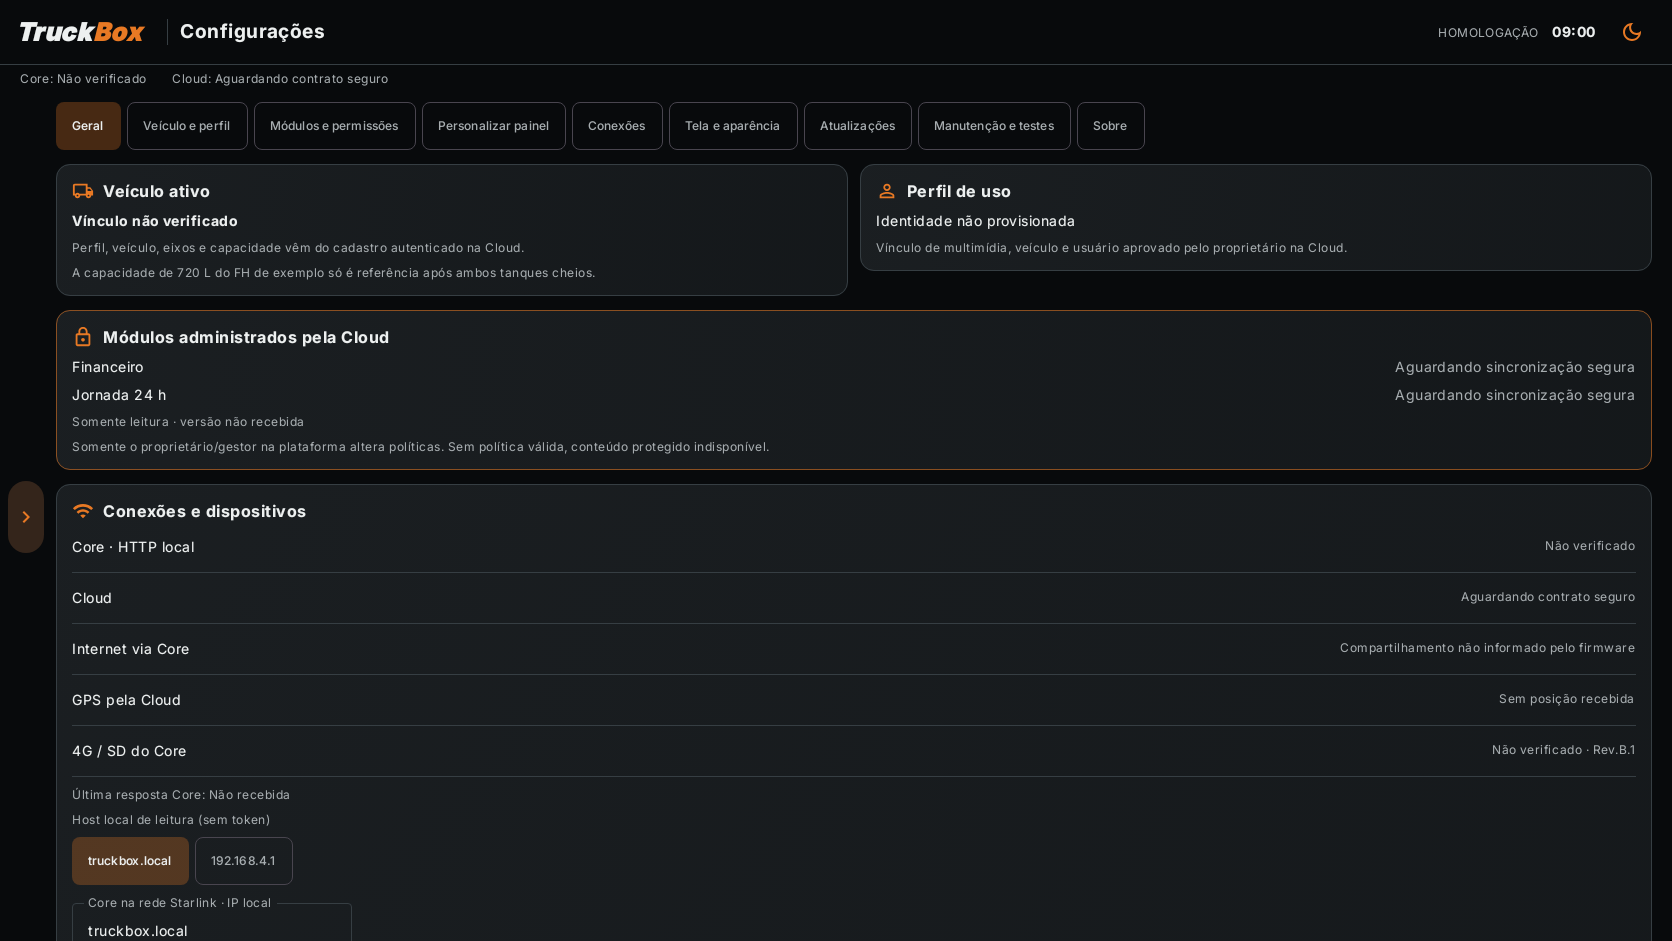 TruckBox
Configurações
HOMOLOGAÇÃO 09:00
Core: Não verificado Cloud: Aguardando contrato seguro
Geral
Veículo e perfil
Módulos e permissões
Personalizar painel
Conexões
Tela e aparência
Atualizações
Manutenção e testes
Sobre
Veículo ativo
Vínculo não verificado
Perfil, veículo, eixos e capacidade vêm do cadastro autenticado na Cloud.
A capacidade de 720 L do FH de exemplo só é referência após ambos tanques cheios.
Perfil de uso
Identidade não provisionada
Vínculo de multimídia, veículo e usuário aprovado pelo proprietário na Cloud.
Módulos administrados pela Cloud
Financeiro Aguardando sincronização segura
Jornada 24 h Aguardando sincronização segura
Somente leitura · versão não recebida
Somente o proprietário/gestor na plataforma altera políticas. Sem política válida, conteúdo protegido indisponível.
Conexões e dispositivos
Core · HTTP local Não verificado
Cloud Aguardando contrato seguro
Internet via Core Compartilhamento não informado pelo firmware
GPS pela Cloud Sem posição recebida
4G / SD do Core Não verificado · Rev.B.1
Última resposta Core: Não recebida
Host local de leitura (sem token)
truckbox.local
192.168.4.1
Core na rede Starlink · IP local
truckbox.local